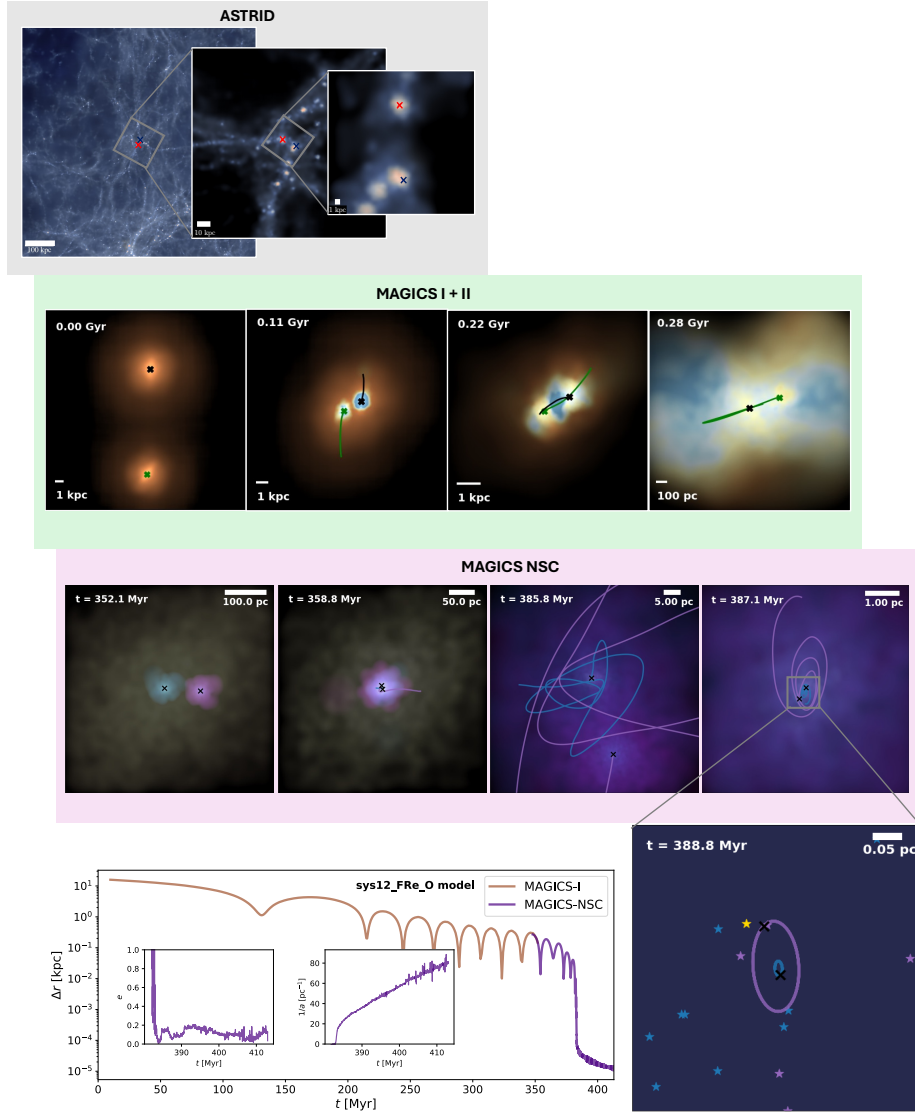 ASTRID
100 kpc
10 kpc
1 kpc
MAGICS I + II
0.00 Gyr
1 kpc
0.11 Gyr
1 kpc
0.22 Gyr
1 kpc
0.28 Gyr
100 pc
MAGICS NSC
t = 352.1 Myr
100.0 pc
t = 358.8 Myr
50.0 pc
t = 385.8 Myr
5.00 pc
t = 387.1 Myr
1.00 pc
t = 388.8 Myr
0.05 pc
sys12_FRe_O model
MAGICS-I
MAGICS-NSC
Δr [kpc]
10¹
10⁰
10⁻¹
10⁻²
10⁻³
10⁻⁴
10⁻⁵
0
50
100
150
200
250
300
350
400
t [Myr]
e
1.0
0.8
0.6
0.4
0.2
0.0
390
400
410
t [Myr]
1/a [pc⁻¹]
80
60
40
20
0
390
400
410
t [Myr]